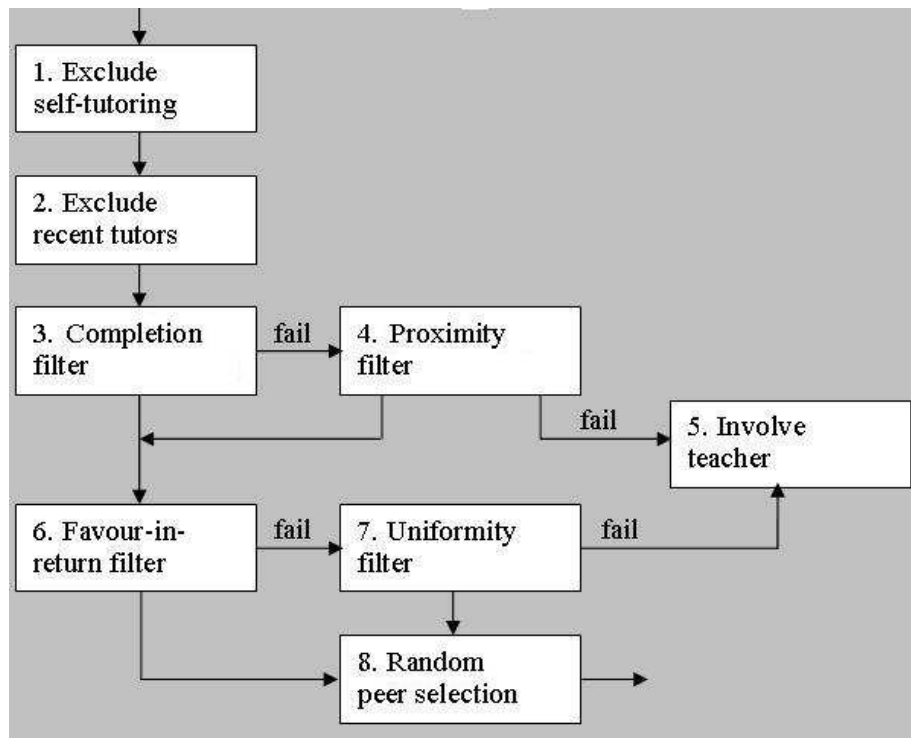 1. Exclude
self-tutoring
2. Exclude
recent tutors
3. Completion
filter
fail
4. Proximity
filter
fail
5. Involve
teacher
6. Favour-in-
return filter
fail
7. Uniformity
filter
fail
8. Random
peer selection